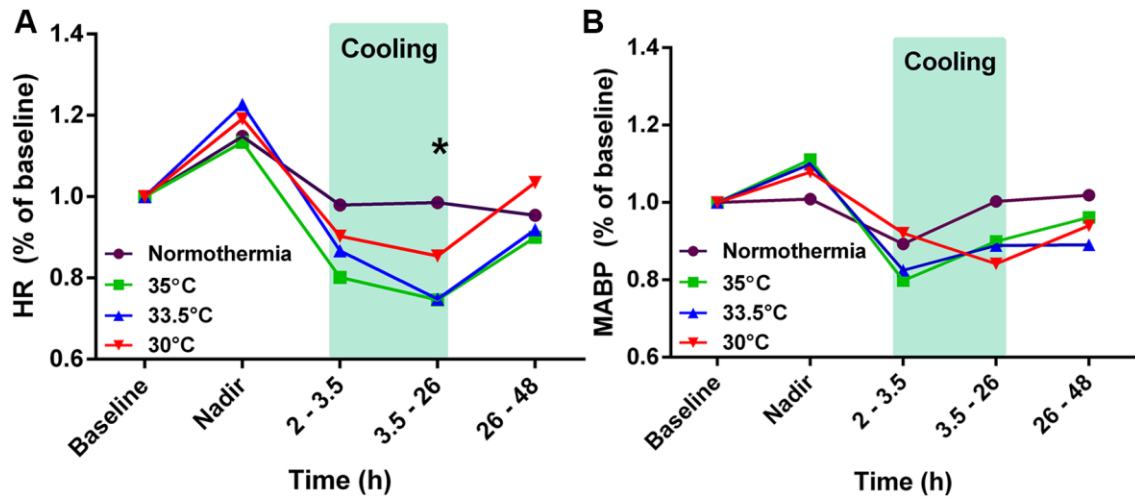 A
HR (% of baseline)
1.4
1.2
1.0
0.8
0.6
Cooling
*
Normothermia
35°C
33.5°C
30°C
Baseline
Nadir
2 - 3.5
3.5 - 26
26 - 48
Time (h)
B
MABP (% of baseline)
1.4
1.2
1.0
0.8
0.6
Cooling
Normothermia
35°C
33.5°C
30°C
Baseline
Nadir
2 - 3.5
3.5 - 26
26 - 48
Time (h)